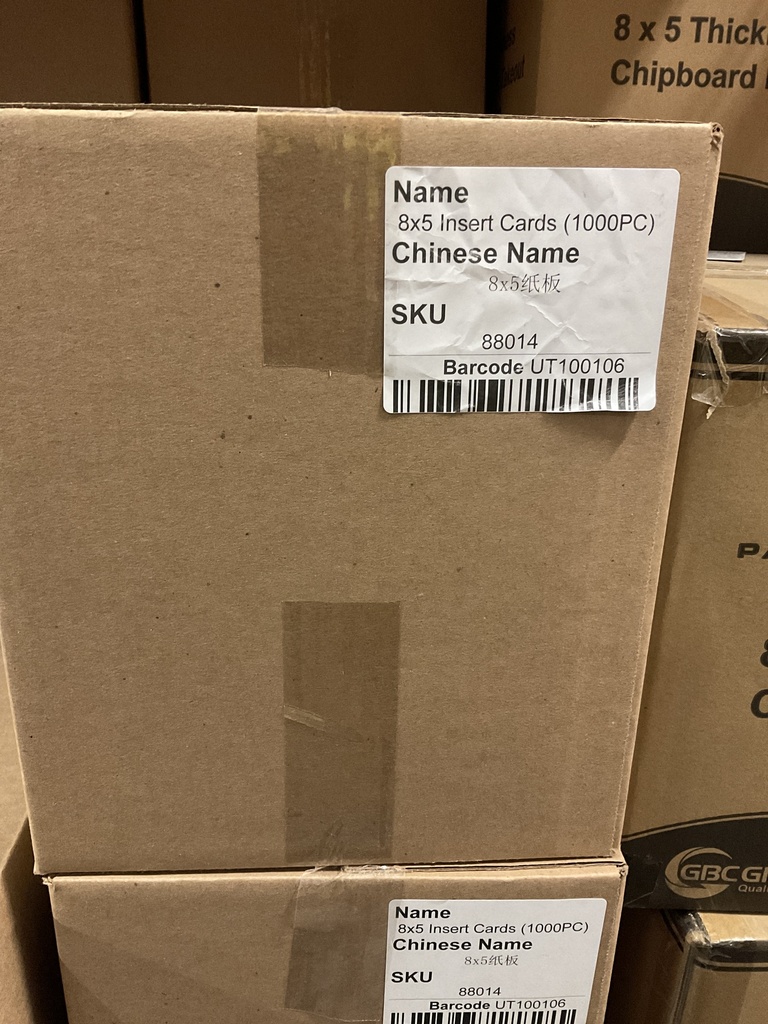 8 x 5 Thick
Chipboard
Name
8x5 Insert Cards (1000PC)
Chinese Name
8x5纸板
SKU
88014
Barcode UT100106
GBC
Name
8x5 Insert Cards (1000PC)
Chinese Name
8x5纸板
SKU
88014
Barcode UT100106